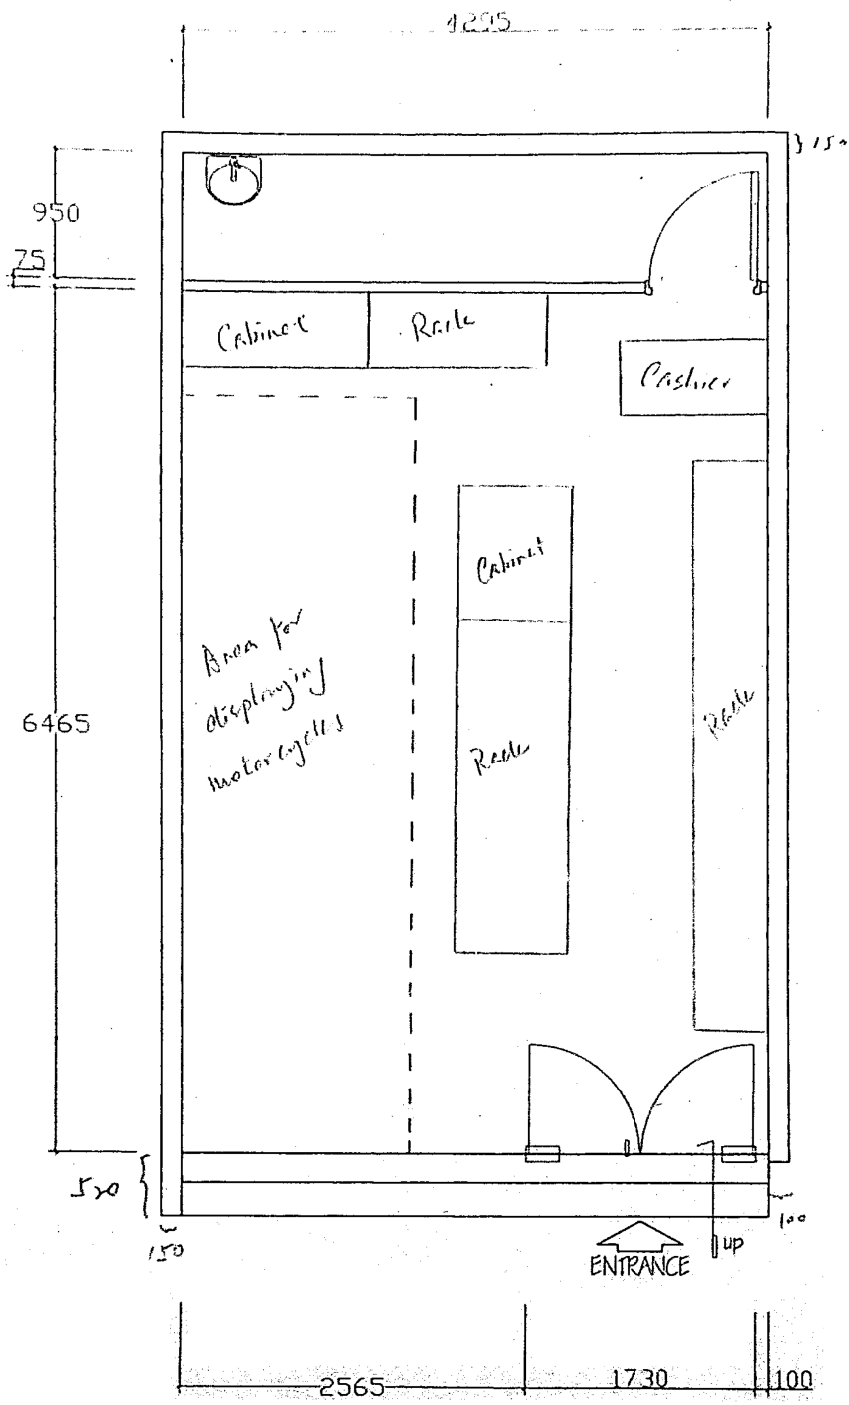 4295
950
75
Cabinet
Rack
Cashier
Cabinet
Area for
displaying
motorcycles
Rack
Rack
6465
520
100
150
up
ENTRANCE
2565
1730
100